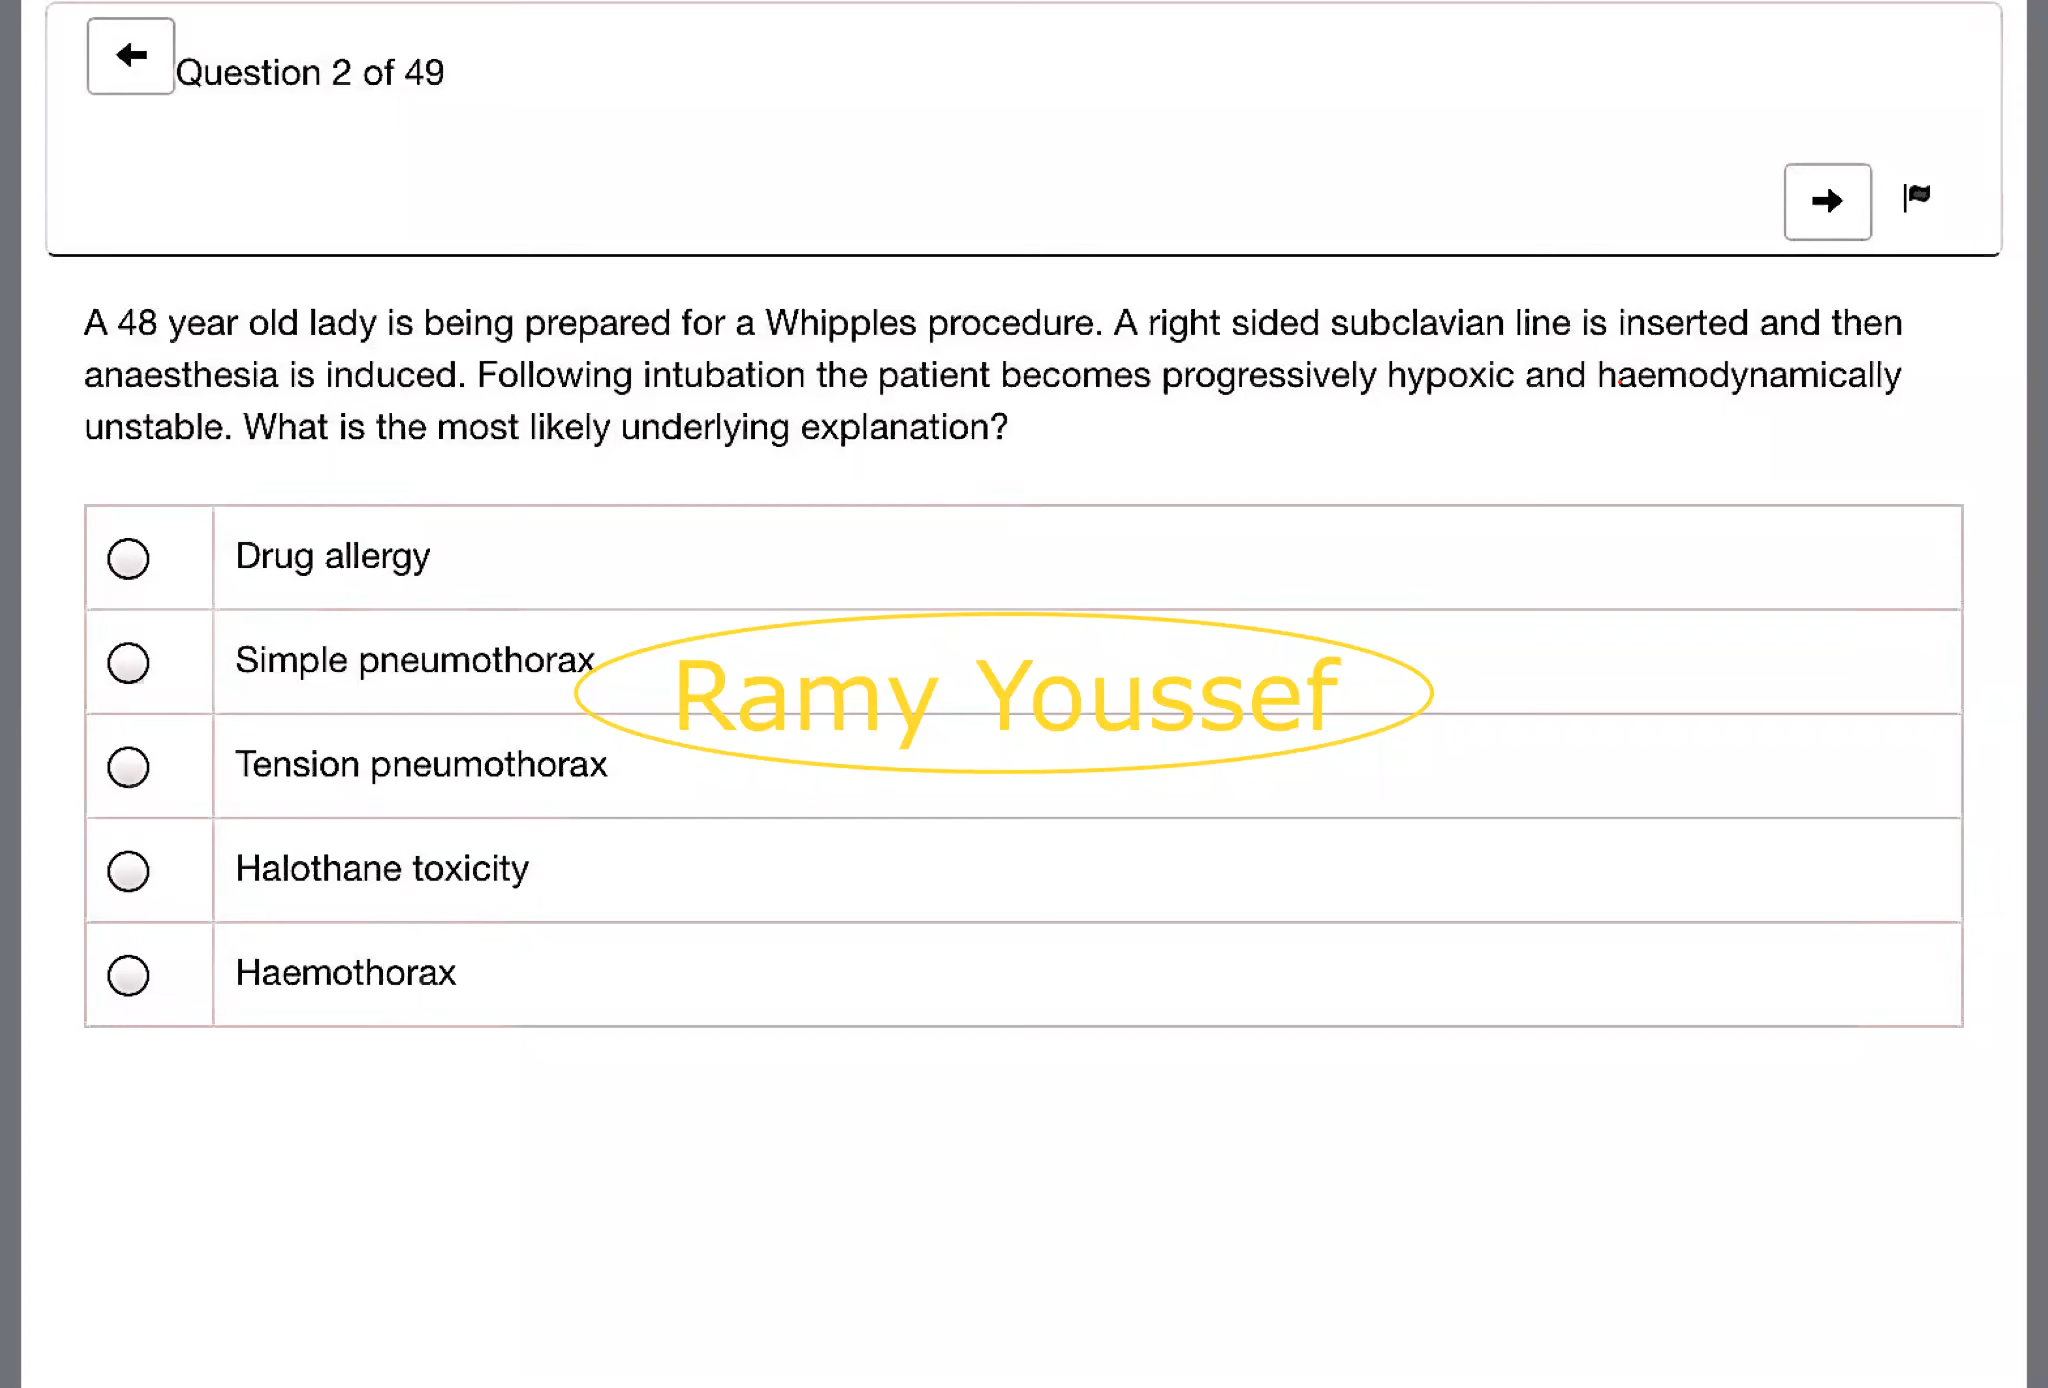 Question 2 of 49
A 48 year old lady is being prepared for a Whipples procedure. A right sided subclavian line is inserted and then
anaesthesia is induced. Following intubation the patient becomes progressively hypoxic and haemodynamically
unstable. What is the most likely underlying explanation?
Drug allergy
Simple pneumothorax
Ramy Youssef
Tension pneumothorax
Halothane toxicity
Haemothorax